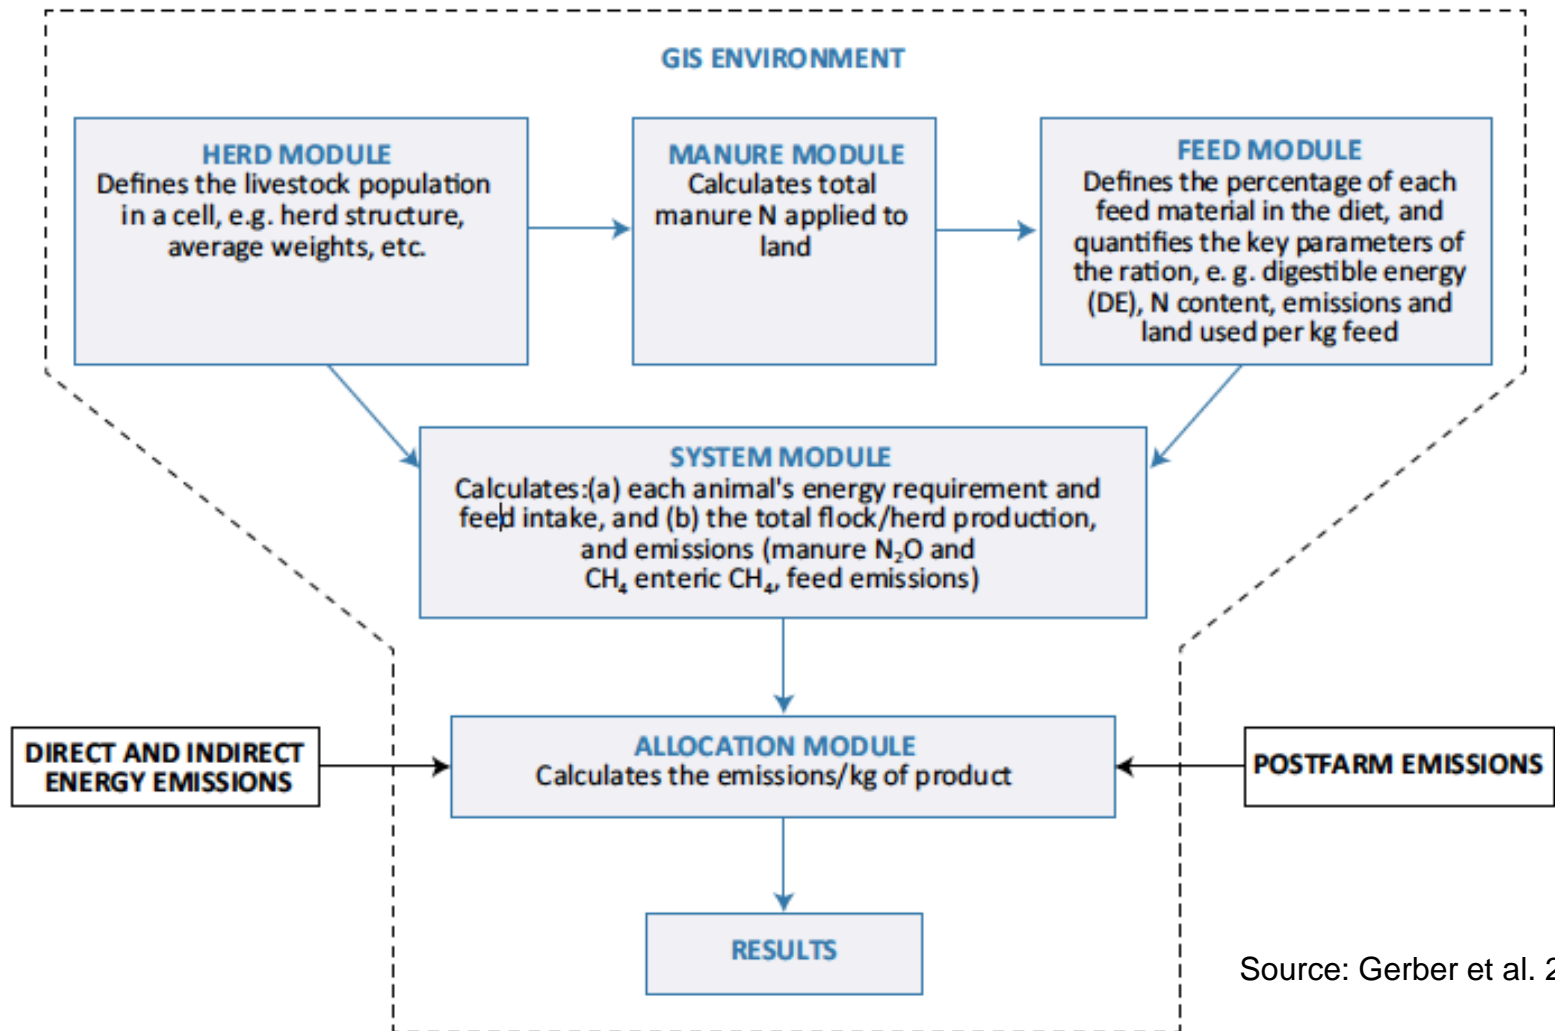 GIS ENVIRONMENT
HERD MODULE
Defines the livestock population
in a cell, e.g. herd structure,
average weights, etc.
MANURE MODULE
Calculates total
manure N applied to
land
FEED MODULE
Defines the percentage of each
feed material in the diet, and
quantifies the key parameters of
the ration, e. g. digestible energy
(DE), N content, emissions and
land used per kg feed
SYSTEM MODULE
Calculates:(a) each animal's energy requirement and
feed intake, and (b) the total flock/herd production,
and emissions (manure N₂O and
CH₄ enteric CH₄, feed emissions)
DIRECT AND INDIRECT
ENERGY EMISSIONS
ALLOCATION MODULE
Calculates the emissions/kg of product
POSTFARM EMISSIONS
RESULTS
Source: Gerber et al. 2